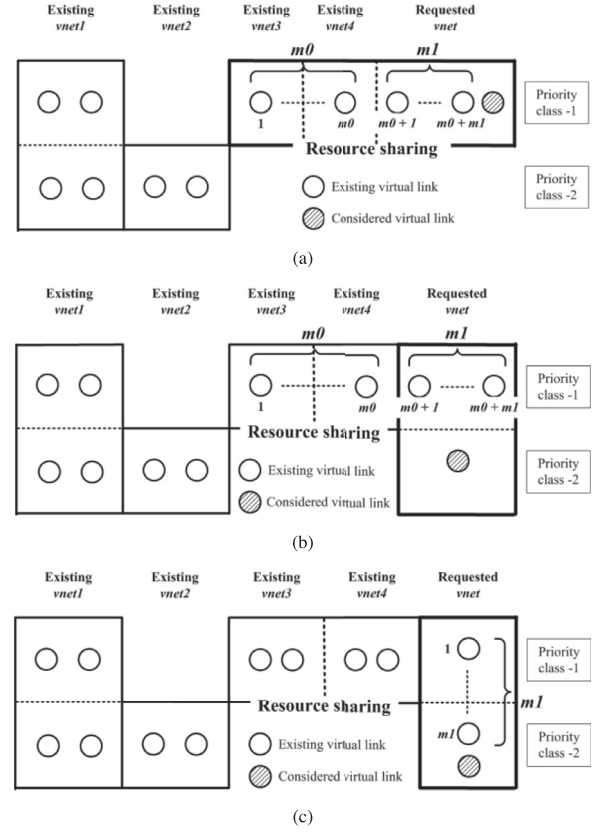 Existing Existing Existing Existing Requested
vnet1 vnet2 vnet3 vnet4 vnet
m0 m1
1 m0 m0 + 1 m0 + m1
Priority
class -1
Resource sharing
Existing virtual link
Considered virtual link
Priority
class -2
(a)
Existing Existing Existing Existing Requested
vnet1 vnet2 vnet3 vnet4 vnet
m0 m1
1 m0 m0 + 1 m0 + m1
Priority
class -1
Resource sharing
Existing virtual link
Considered virtual link
Priority
class -2
(b)
Existing Existing Existing Existing Requested
vnet1 vnet2 vnet3 vnet4 vnet
1
Priority
class -1
Resource sharing
m1
Existing virtual link
m1
Considered virtual link
Priority
class -2
(c)